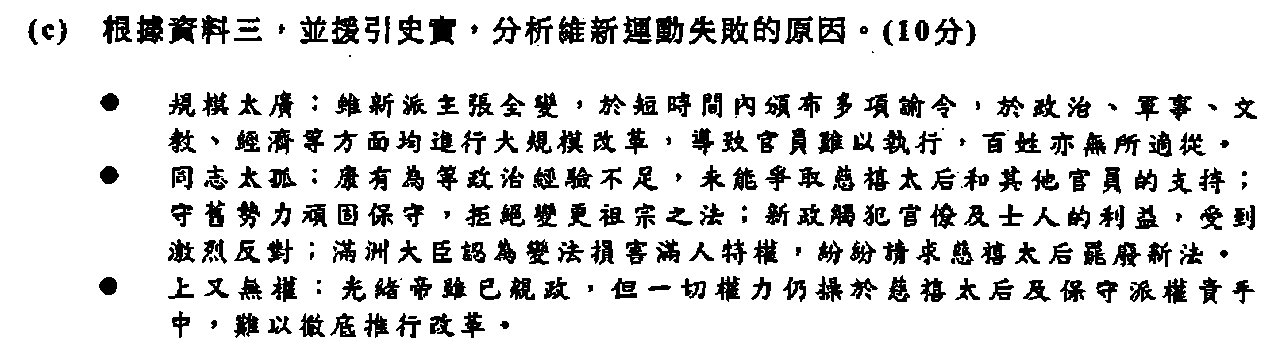 (c) 根據資料三，並援引史實，分析維新運動失敗的原因。(10分)
● 規模太廣：維新派主張全變，於短時間內頒布多項諭令，於政治、軍事、文
教、經濟等方面均進行大規模改革，導致官員難以執行，百姓亦無所適從。
● 同志太孤：康有為等政治經驗不足，未能爭取慈禧太后和其他官員的支持；
守舊勢力頑固保守，拒絕變更祖宗之法；新政觸犯官僚及士人的利益，受到
激烈反對；滿洲大臣認為變法損害滿人特權，紛紛請求慈禧太后罷廢新法。
● 上又無權：光緒帝雖已親政，但一切權力仍操於慈禧太后及保守派權貴手
中，難以徹底推行改革。